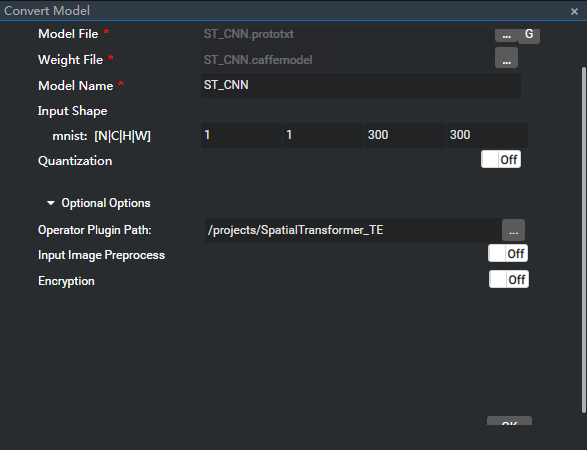 Convert Model ×
Model File * ST_CNN.prototxt ... G
Weight File * ST_CNN.caffemodel ...
Model Name * ST_CNN
Input Shape
mnist: [N|C|H|W] 1 1 300 300
Quantization Off
Optional Options
Operator Plugin Path: /projects/SpatialTransformer_TE ...
Input Image Preprocess Off
Encryption Off
OK